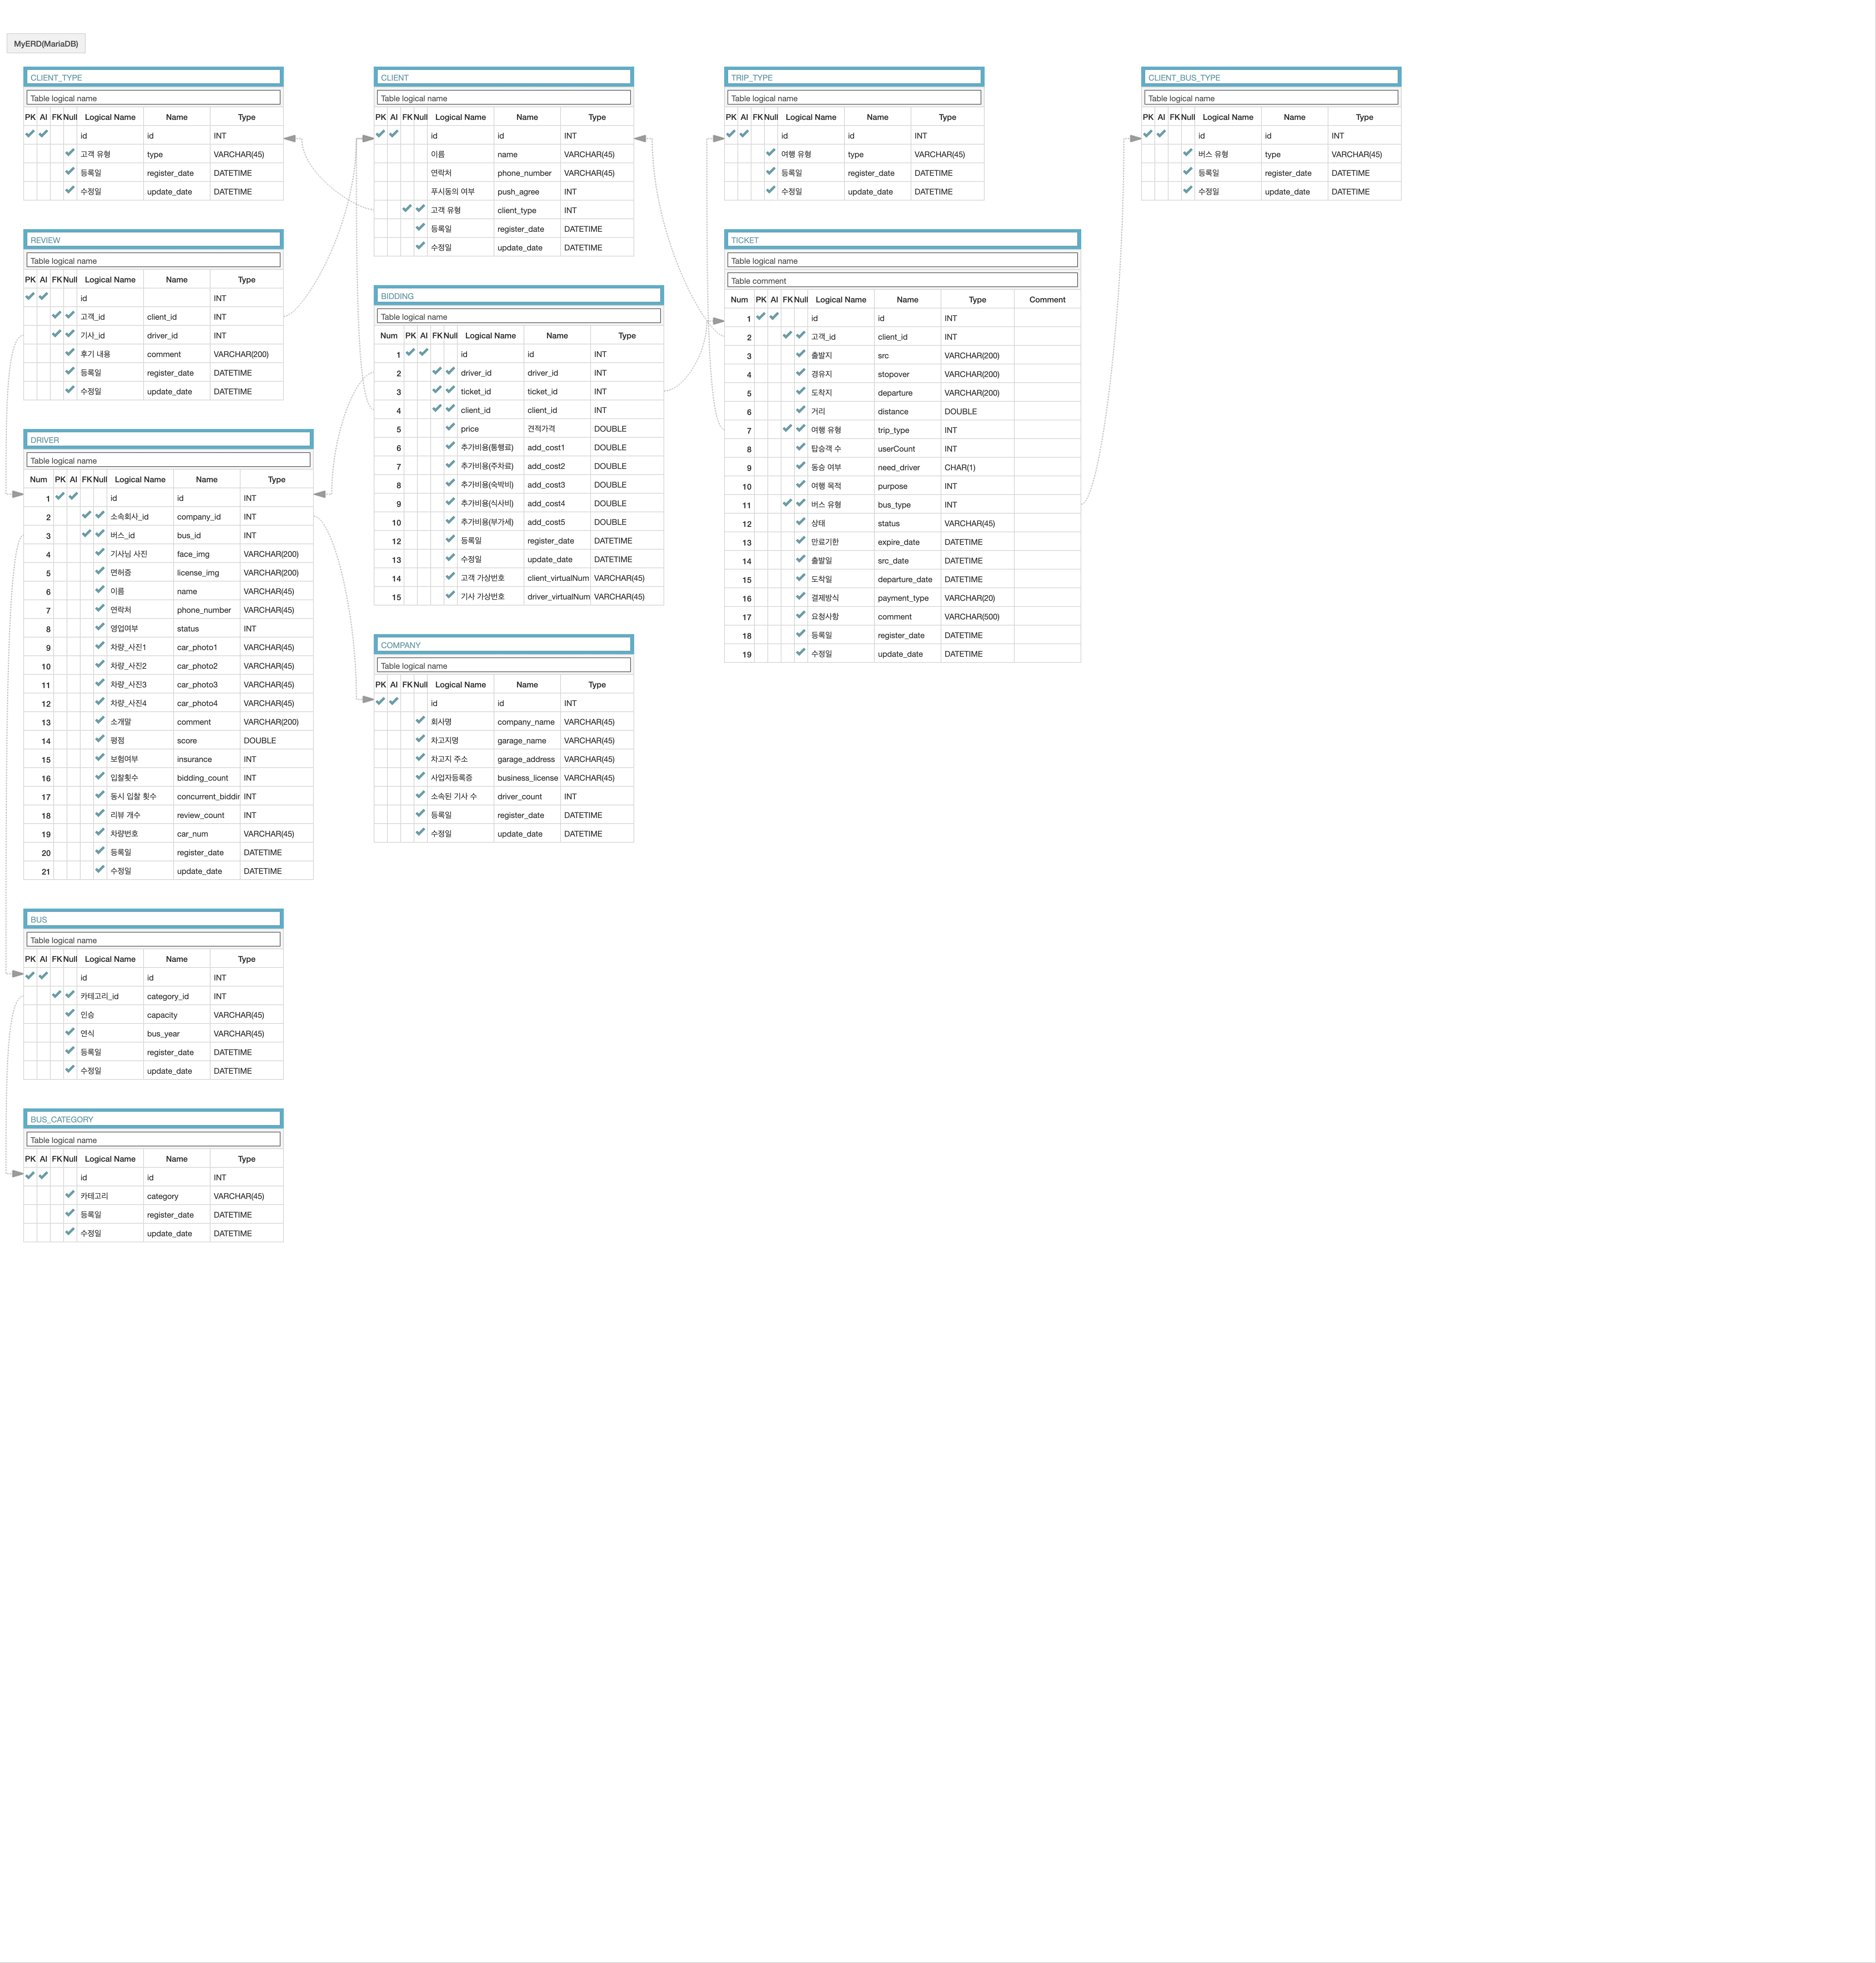 MyERD(MariaDB)
CLIENT_TYPE
Table logical name
PK AI FK Null Logical Name Name Type
id id INT
고객 유형 type VARCHAR(45)
등록일 register_date DATETIME
수정일 update_date DATETIME
CLIENT
Table logical name
PK AI FK Null Logical Name Name Type
id id INT
이름 name VARCHAR(45)
연락처 phone_number VARCHAR(45)
푸시동의 여부 push_agree INT
고객 유형 client_type INT
등록일 register_date DATETIME
수정일 update_date DATETIME
TRIP_TYPE
Table logical name
PK AI FK Null Logical Name Name Type
id id INT
여행 유형 type VARCHAR(45)
등록일 register_date DATETIME
수정일 update_date DATETIME
CLIENT_BUS_TYPE
Table logical name
PK AI FK Null Logical Name Name Type
id id INT
버스 유형 type VARCHAR(45)
등록일 register_date DATETIME
수정일 update_date DATETIME
REVIEW
Table logical name
PK AI FK Null Logical Name Name Type
id INT
고객_id client_id INT
기사_id driver_id INT
후기 내용 comment VARCHAR(200)
등록일 register_date DATETIME
수정일 update_date DATETIME
BIDDING
Table logical name
Num PK AI FK Null Logical Name Name Type
1 id id INT
2 driver_id driver_id INT
3 ticket_id ticket_id INT
4 client_id client_id INT
5 price 견적가격 DOUBLE
6 추가비용(통행료) add_cost1 DOUBLE
7 추가비용(주차료) add_cost2 DOUBLE
8 추가비용(숙박비) add_cost3 DOUBLE
9 추가비용(식사비) add_cost4 DOUBLE
10 추가비용(부가세) add_cost5 DOUBLE
12 등록일 register_date DATETIME
13 수정일 update_date DATETIME
14 고객 가상번호 client_virtualNum VARCHAR(45)
15 기사 가상번호 driver_virtualNum VARCHAR(45)
TICKET
Table logical name
Table comment
Num PK AI FK Null Logical Name Name Type Comment
1 id id INT
2 고객_id client_id INT
3 출발지 src VARCHAR(200)
4 경유지 stopover VARCHAR(200)
5 도착지 departure VARCHAR(200)
6 거리 distance DOUBLE
7 여행 유형 trip_type INT
8 탑승객 수 userCount INT
9 동승 여부 need_driver CHAR(1)
10 여행 목적 purpose INT
11 버스 유형 bus_type INT
12 상태 status VARCHAR(45)
13 만료기한 expire_date DATETIME
14 출발일 src_date DATETIME
15 도착일 departure_date DATETIME
16 결제방식 payment_type VARCHAR(20)
17 요청사항 comment VARCHAR(500)
18 등록일 register_date DATETIME
19 수정일 update_date DATETIME
DRIVER
Table logical name
Num PK AI FK Null Logical Name Name Type
1 id id INT
2 소속회사_id company_id INT
3 버스_id bus_id INT
4 기사님 사진 face_img VARCHAR(200)
5 면허증 license_img VARCHAR(200)
6 이름 name VARCHAR(45)
7 연락처 phone_number VARCHAR(45)
8 영업여부 status INT
9 차량_사진1 car_photo1 VARCHAR(45)
10 차량_사진2 car_photo2 VARCHAR(45)
11 차량_사진3 car_photo3 VARCHAR(45)
12 차량_사진4 car_photo4 VARCHAR(45)
13 소개말 comment VARCHAR(200)
14 평점 score DOUBLE
15 보험여부 insurance INT
16 입찰횟수 bidding_count INT
17 동시 입찰 횟수 concurrent_biddir INT
18 리뷰 개수 review_count INT
19 차량번호 car_num VARCHAR(45)
20 등록일 register_date DATETIME
21 수정일 update_date DATETIME
COMPANY
Table logical name
PK AI FK Null Logical Name Name Type
id id INT
회사명 company_name VARCHAR(45)
차고지명 garage_name VARCHAR(45)
차고지 주소 garage_address VARCHAR(45)
사업자등록증 business_license VARCHAR(45)
소속된 기사 수 driver_count INT
등록일 register_date DATETIME
수정일 update_date DATETIME
BUS
Table logical name
PK AI FK Null Logical Name Name Type
id id INT
카테고리_id category_id INT
인승 capacity VARCHAR(45)
연식 bus_year VARCHAR(45)
등록일 register_date DATETIME
수정일 update_date DATETIME
BUS_CATEGORY
Table logical name
PK AI FK Null Logical Name Name Type
id id INT
카테고리 category VARCHAR(45)
등록일 register_date DATETIME
수정일 update_date DATETIME